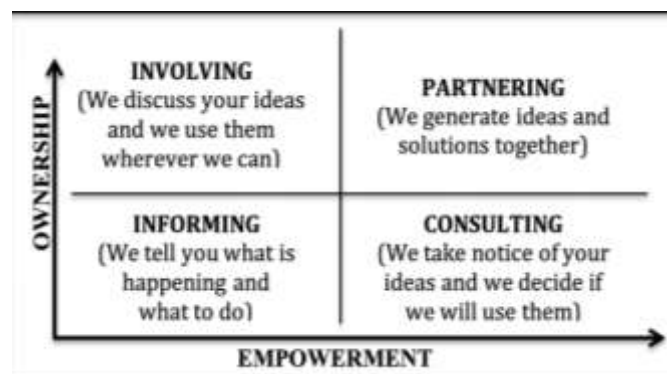 OWNERSHIP
INVOLVING
(We discuss your ideas
and we use them
wherever we can)
PARTNERING
(We generate ideas and
solutions together)
INFORMING
(We tell you what is
happening and
what to do)
CONSULTING
(We take notice of your
ideas and we decide if
we will use them)
EMPOWERMENT